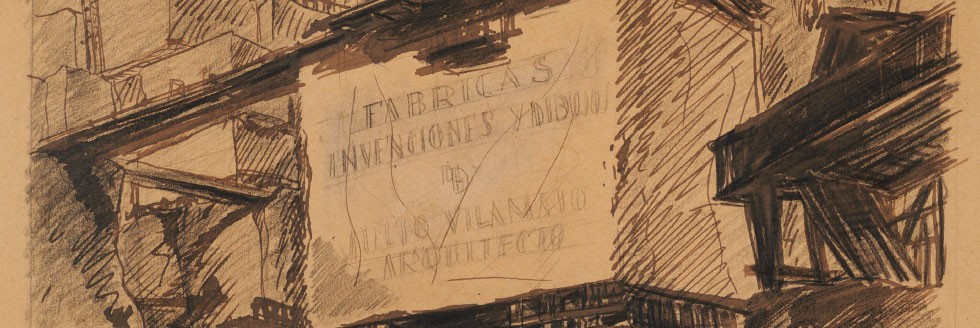 FABRICAS
INVENCIONES Y DIBUJOS
DE
JULIO VILAMAJO
ARQUITECTO